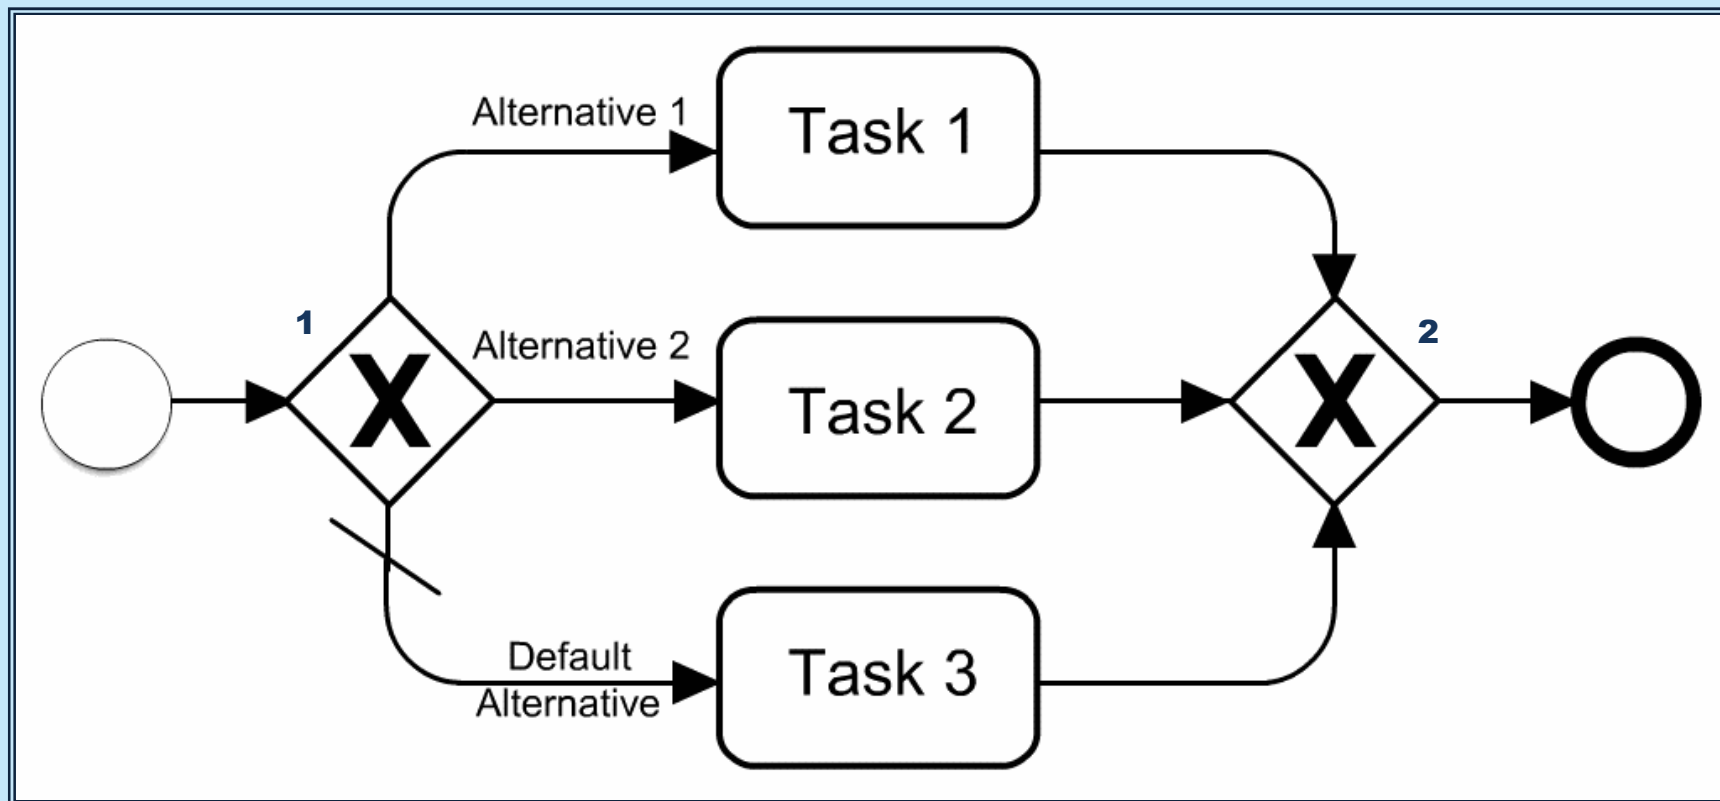 Alternative 1
Task 1
1
Alternative 2
X
Task 2
X
2
Default
Alternative
Task 3